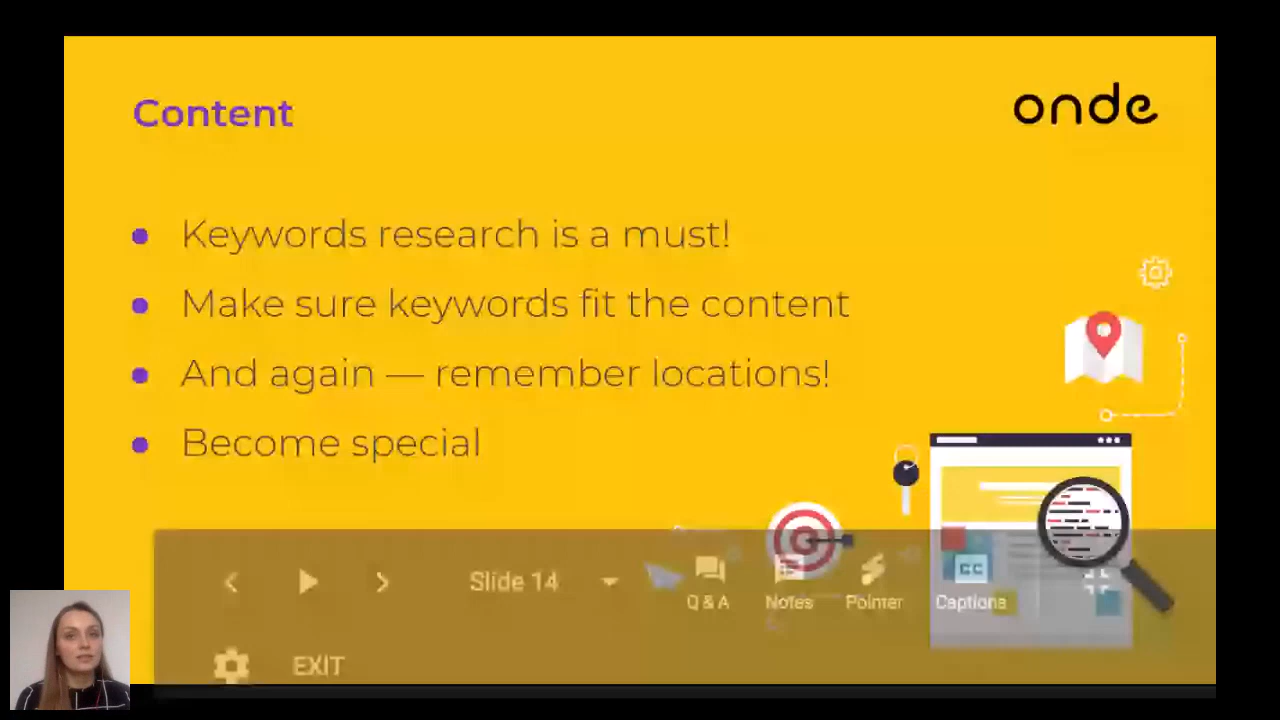 Content
onde
Keywords research is a must!
Make sure keywords fit the content
And again — remember locations!
Become special
Slide 14
Q & A
Notes
Pointer
CC
Captions
EXIT